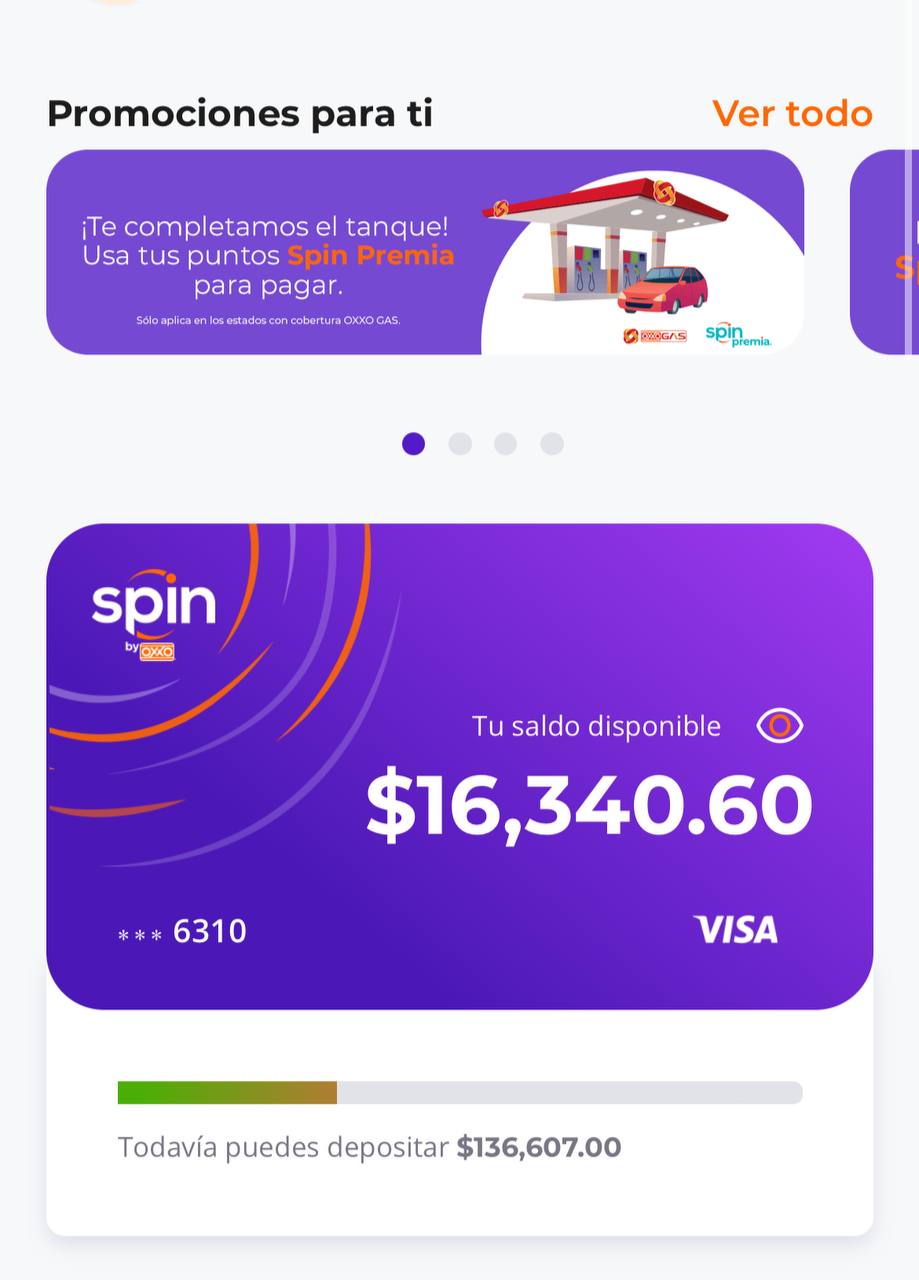 Promociones para ti
Ver todo
¡Te completamos el tanque!
Usa tus puntos Spin Premia
para pagar.
Sólo aplica en los estados con cobertura OXXO GAS.
OXXO GAS
spin
premia.
spin
by OXXO
Tu saldo disponible
$16,340.60
*** 6310
VISA
Todavía puedes depositar $136,607.00